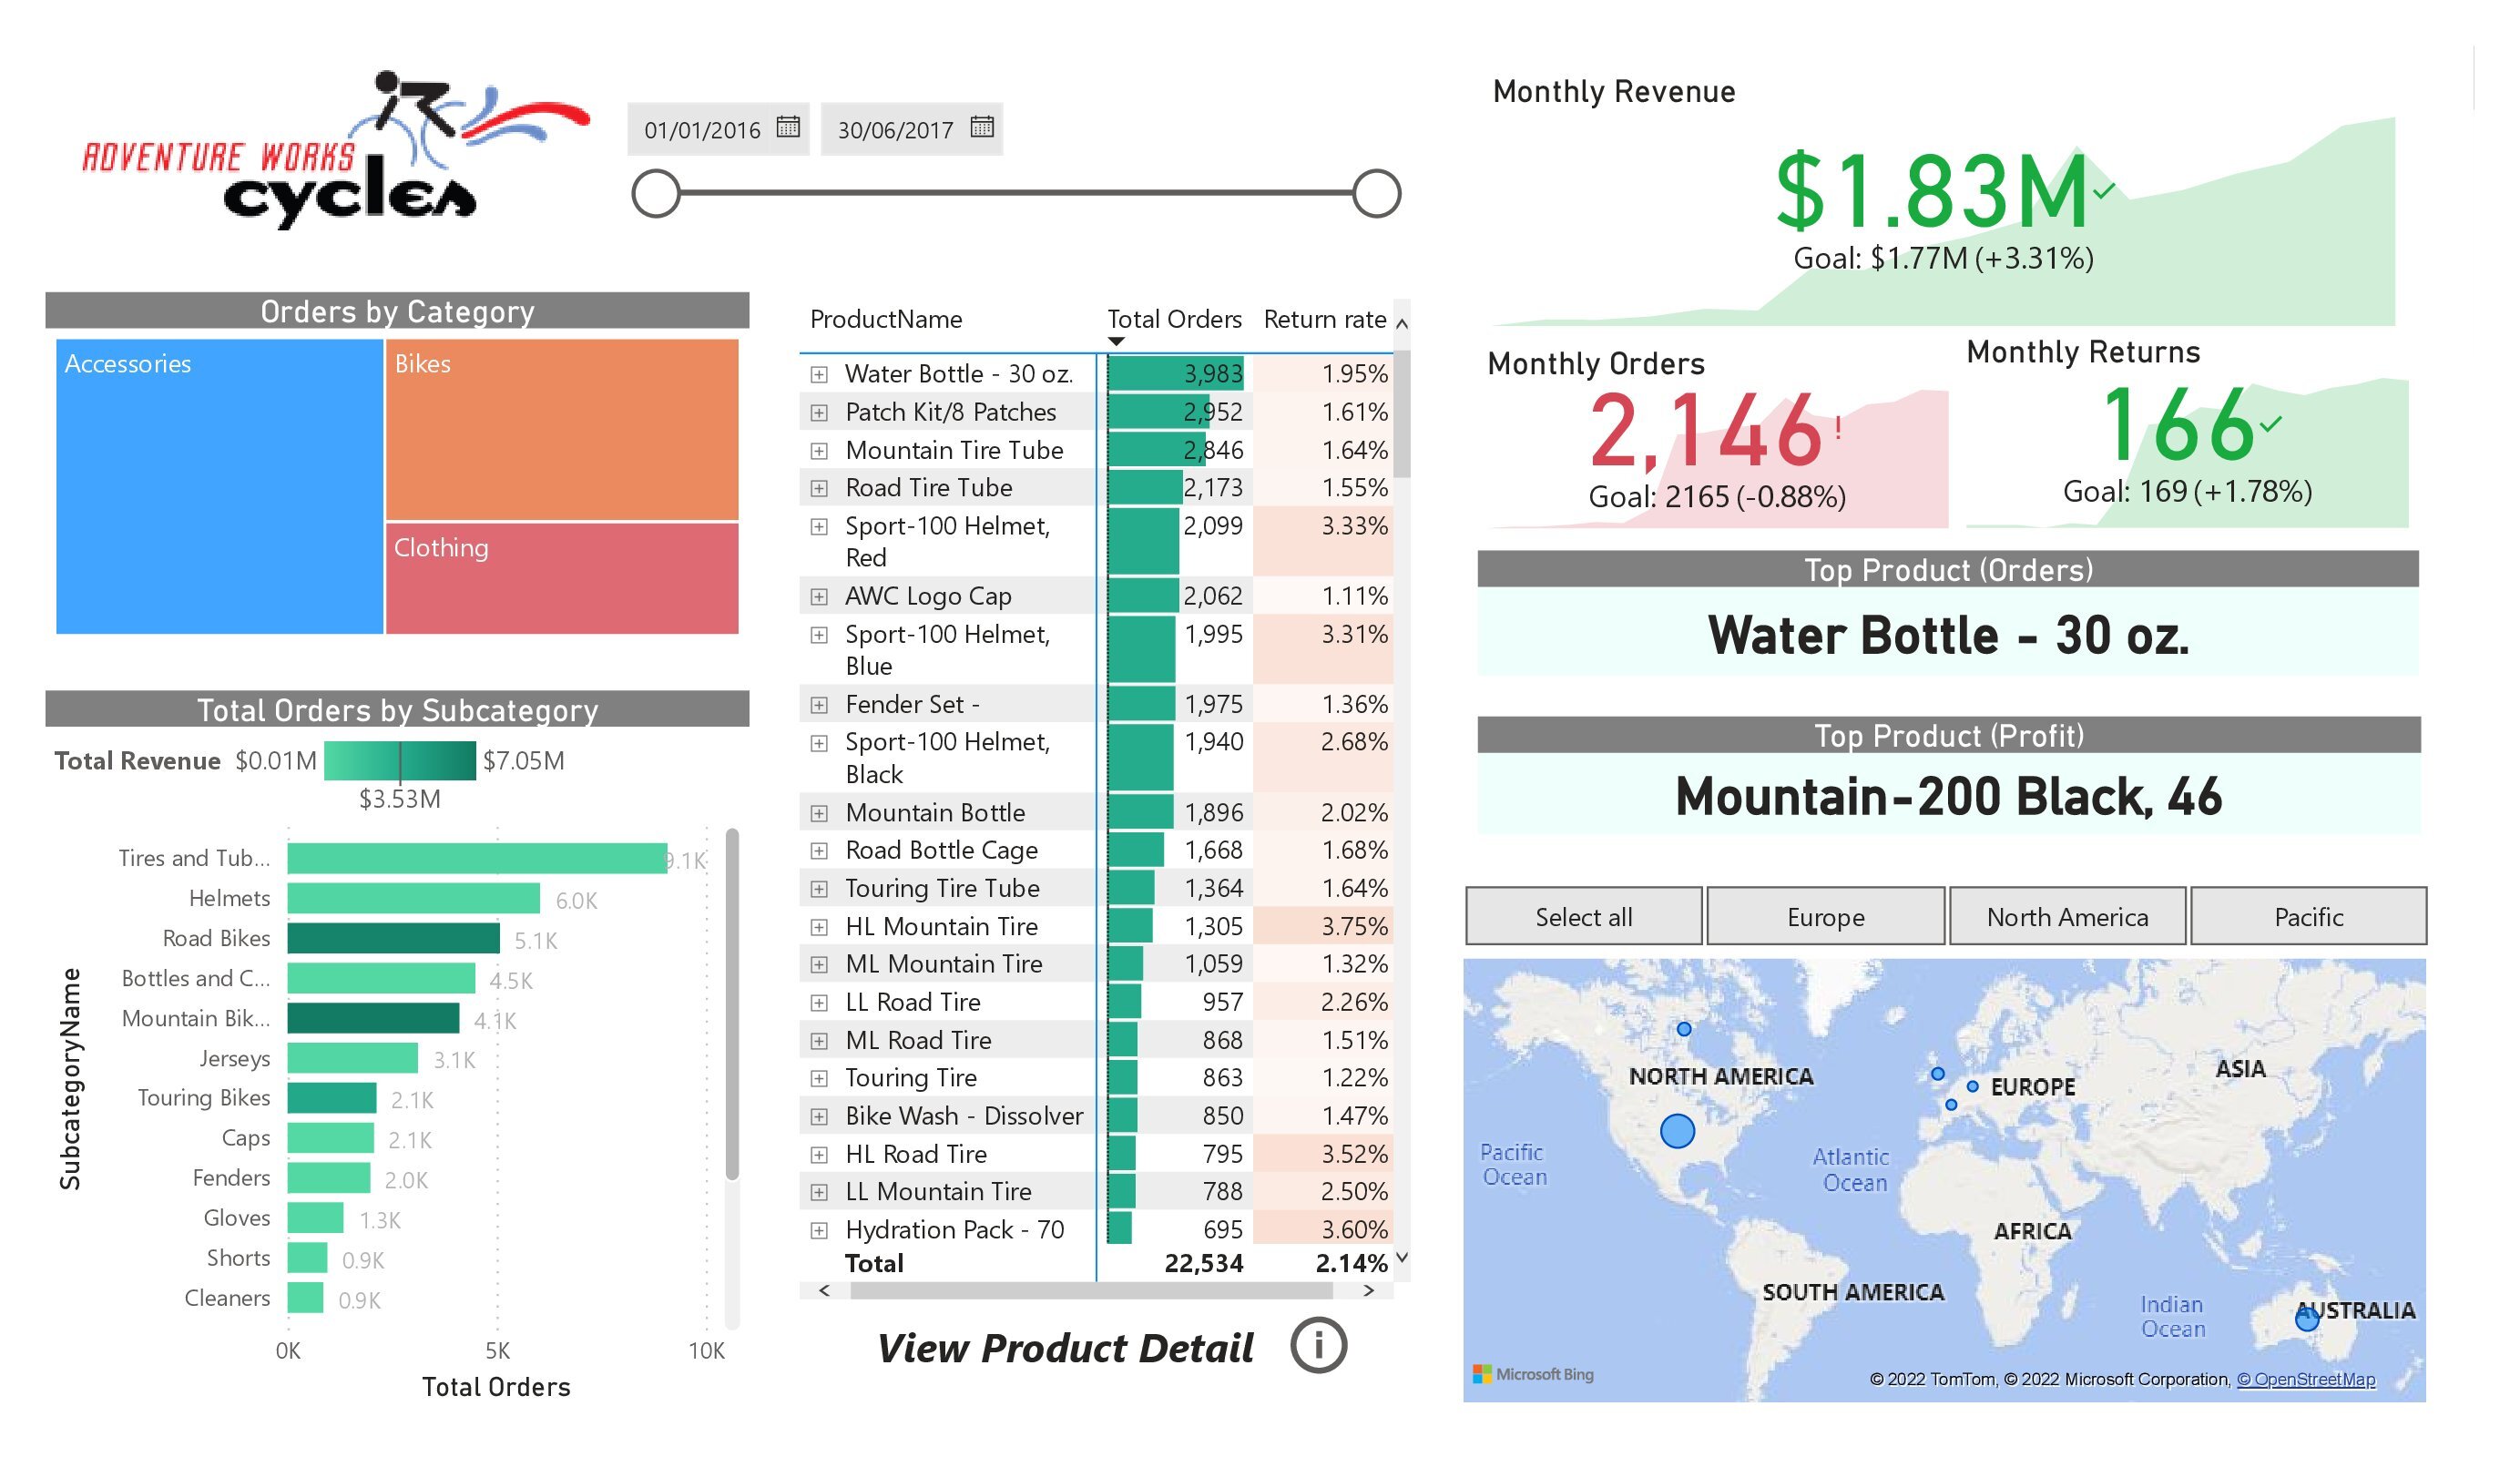 ADVENTURE WORKS
cycles
01/01/2016
30/06/2017
Orders by Category
Accessories
Bikes
Clothing
Total Orders by Subcategory
Total Revenue $0.01M $7.05M
$3.53M
SubcategoryName
Tires and Tub... 9.1K
Helmets 6.0K
Road Bikes 5.1K
Bottles and C... 4.5K
Mountain Bik... 4.1K
Jerseys 3.1K
Touring Bikes 2.1K
Caps 2.1K
Fenders 2.0K
Gloves 1.3K
Shorts 0.9K
Cleaners 0.9K
0K 5K 10K
Total Orders
ProductName Total Orders Return rate
Water Bottle - 30 oz. 3,983 1.95%
Patch Kit/8 Patches 2,952 1.61%
Mountain Tire Tube 2,846 1.64%
Road Tire Tube 2,173 1.55%
Sport-100 Helmet, 2,099 3.33%
Red
AWC Logo Cap 2,062 1.11%
Sport-100 Helmet, 1,995 3.31%
Blue
Fender Set - 1,975 1.36%
Sport-100 Helmet, 1,940 2.68%
Black
Mountain Bottle 1,896 2.02%
Road Bottle Cage 1,668 1.68%
Touring Tire Tube 1,364 1.64%
HL Mountain Tire 1,305 3.75%
ML Mountain Tire 1,059 1.32%
LL Road Tire 957 2.26%
ML Road Tire 868 1.51%
Touring Tire 863 1.22%
Bike Wash - Dissolver 850 1.47%
HL Road Tire 795 3.52%
LL Mountain Tire 788 2.50%
Hydration Pack - 70 695 3.60%
Total 22,534 2.14%
View Product Detail
Monthly Revenue
$1.83M
Goal: $1.77M (+3.31%)
Monthly Orders
2,146!
Goal: 2165 (-0.88%)
Monthly Returns
166
Goal: 169 (+1.78%)
Top Product (Orders)
Water Bottle - 30 oz.
Top Product (Profit)
Mountain-200 Black, 46
Select all
Europe
North America
Pacific
NORTH AMERICA
EUROPE
ASIA
Pacific
Ocean
Atlantic
Ocean
AFRICA
SOUTH AMERICA
Indian
Ocean
AUSTRALIA
Microsoft Bing
© 2022 TomTom, © 2022 Microsoft Corporation, © OpenStreetMap